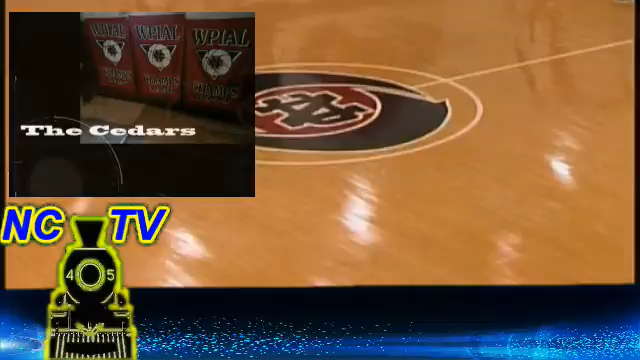 WPIAL WPIAL WPIAL
CHAMPS CHAMPS CHAMPS
The Cedars
NC TV
4 5